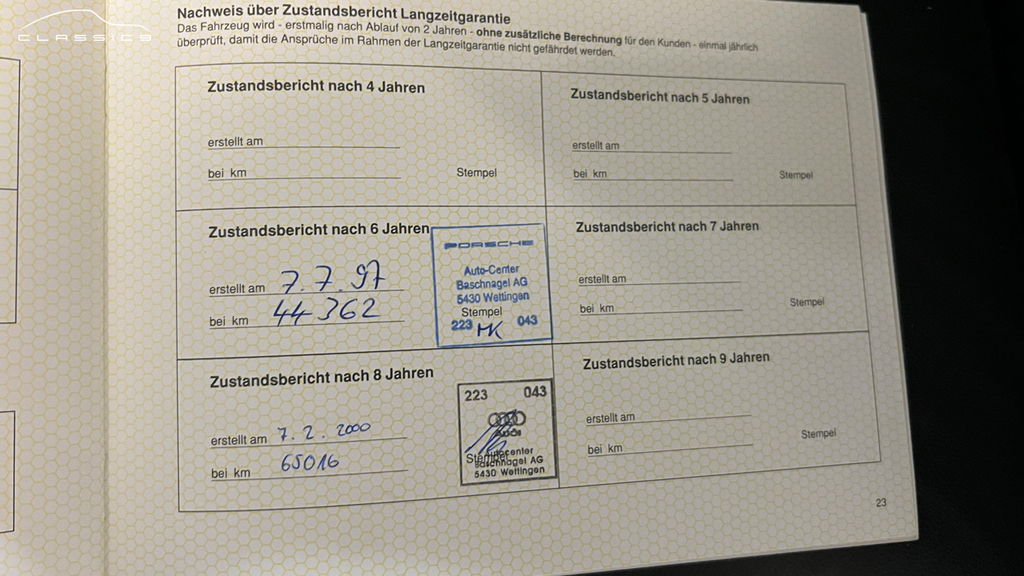 CLASSICS
Nachweis über Zustandsbericht Langzeitgarantie
Das Fahrzeug wird - erstmalig nach Ablauf von 2 Jahren - ohne zusätzliche Berechnung für den Kunden - einmal jährlich
überprüft, damit die Ansprüche im Rahmen der Langzeitgarantie nicht gefährdet werden.
Zustandsbericht nach 4 Jahren
erstellt am
bei km
Stempel
Zustandsbericht nach 5 Jahren
erstellt am
bei km
Stempel
Zustandsbericht nach 6 Jahren
erstellt am 7.7.97
bei km 44362
PORSCHE
Auto-Center
Baschnagel AG
5430 Wettingen
Stempel
223 MK 043
Zustandsbericht nach 7 Jahren
erstellt am
bei km
Stempel
Zustandsbericht nach 8 Jahren
erstellt am 7.2.2000
bei km 65016
223 043
Audi
Stempel center
Baschnagel AG
5430 Wettingen
Zustandsbericht nach 9 Jahren
erstellt am
bei km
Stempel
23